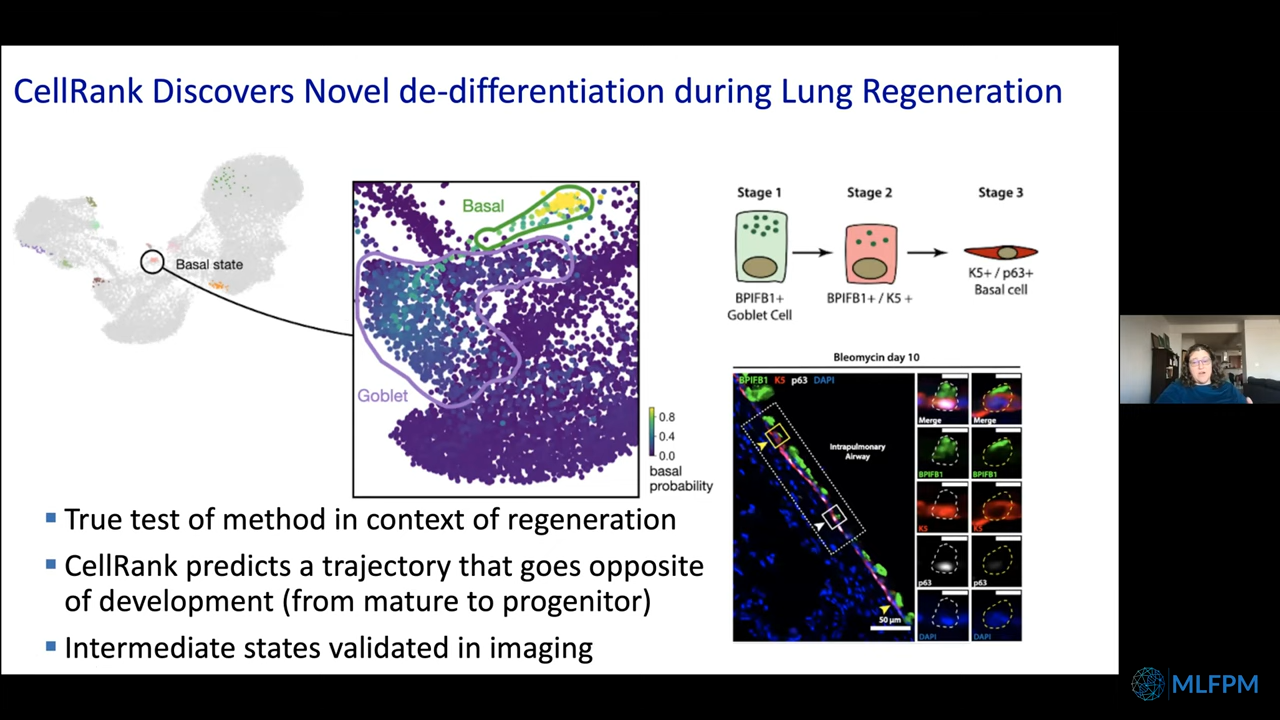 CellRank Discovers Novel de-differentiation during Lung Regeneration
Basal state
Basal
Goblet
0.8
0.4
0.0
basal
probability
Stage 1
Stage 2
Stage 3
BPIFB1+
Goblet Cell
BPIFB1+ / K5 +
K5+ / p63+
Basal cell
Bleomycin day 10
BPIFB1 K5 p63 DAPI
Intrapulmonary
Airway
50 µm
Merge
Merge
BPIFB1
BPIFB1
K5
K5
p63
p63
DAPI
DAPI
True test of method in context of regeneration
CellRank predicts a trajectory that goes opposite
of development (from mature to progenitor)
Intermediate states validated in imaging
MLFPM